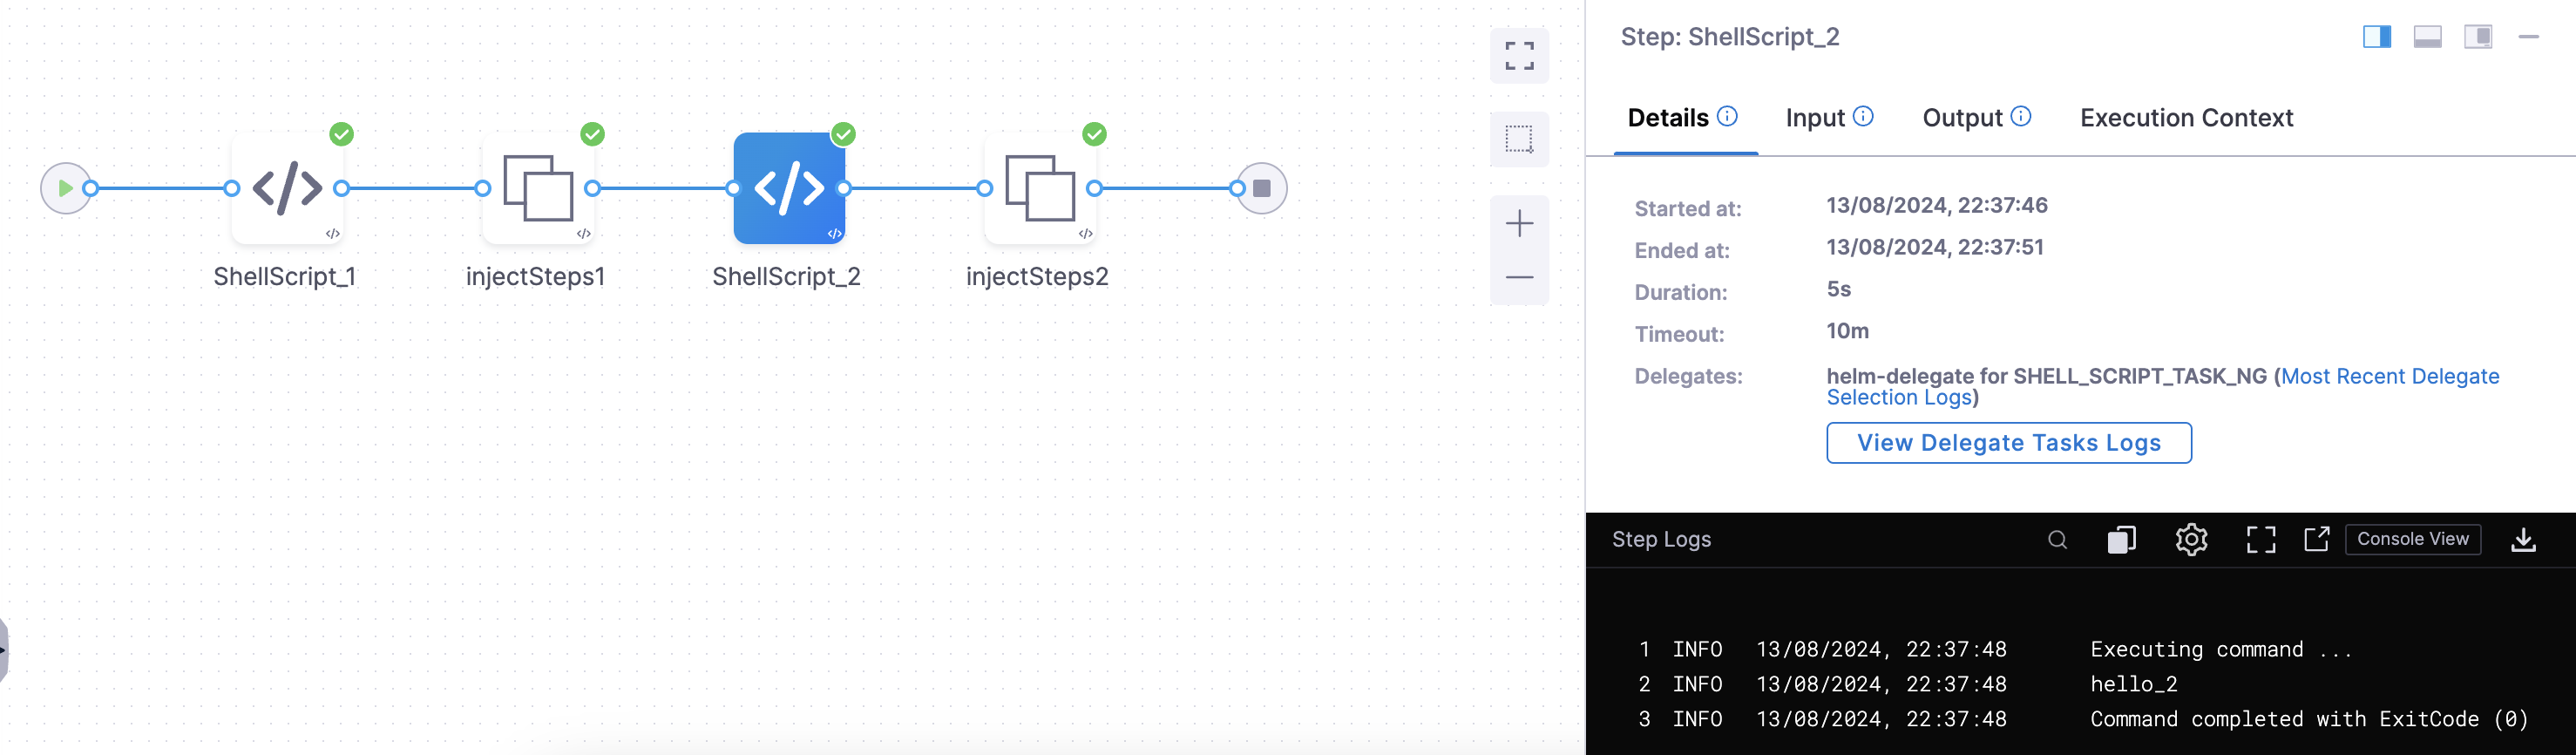 ShellScript_1
injectSteps1
ShellScript_2
injectSteps2
Step: ShellScript_2
Details Input Output Execution Context
Started at: 13/08/2024, 22:37:46
Ended at: 13/08/2024, 22:37:51
Duration: 5s
Timeout: 10m
Delegates: helm-delegate for SHELL_SCRIPT_TASK_NG (Most Recent Delegate
Selection Logs)
View Delegate Tasks Logs
Step Logs Console View
1 INFO 13/08/2024, 22:37:48 Executing command ...
2 INFO 13/08/2024, 22:37:48 hello_2
3 INFO 13/08/2024, 22:37:48 Command completed with ExitCode (0)